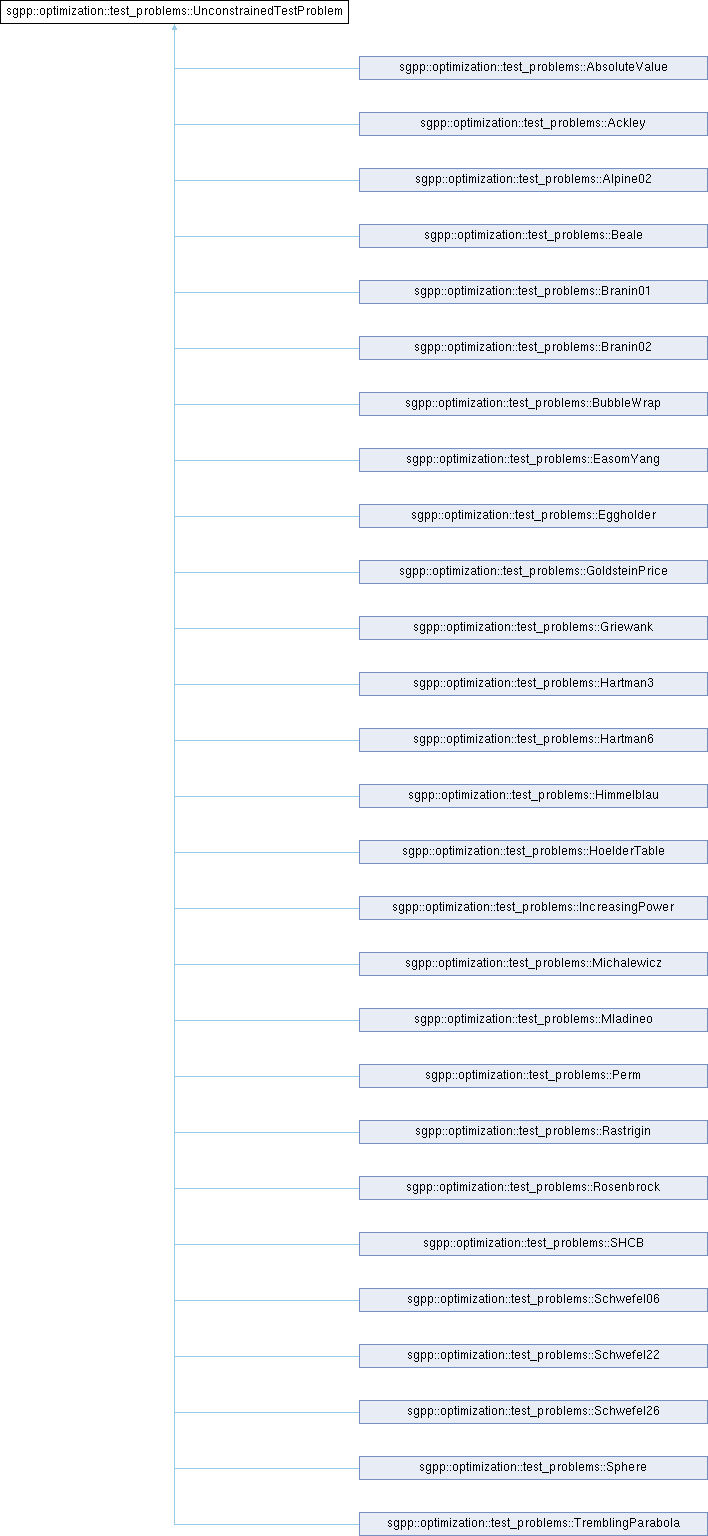 sgpp::optimization::test_problems::UnconstrainedTestProblem
sgpp::optimization::test_problems::AbsoluteValue
sgpp::optimization::test_problems::Ackley
sgpp::optimization::test_problems::Alpine02
sgpp::optimization::test_problems::Beale
sgpp::optimization::test_problems::Branin01
sgpp::optimization::test_problems::Branin02
sgpp::optimization::test_problems::BubbleWrap
sgpp::optimization::test_problems::EasomYang
sgpp::optimization::test_problems::Eggholder
sgpp::optimization::test_problems::GoldsteinPrice
sgpp::optimization::test_problems::Griewank
sgpp::optimization::test_problems::Hartman3
sgpp::optimization::test_problems::Hartman6
sgpp::optimization::test_problems::Himmelblau
sgpp::optimization::test_problems::HoelderTable
sgpp::optimization::test_problems::IncreasingPower
sgpp::optimization::test_problems::Michalewicz
sgpp::optimization::test_problems::Mladineo
sgpp::optimization::test_problems::Perm
sgpp::optimization::test_problems::Rastrigin
sgpp::optimization::test_problems::Rosenbrock
sgpp::optimization::test_problems::SHCB
sgpp::optimization::test_problems::Schwefel06
sgpp::optimization::test_problems::Schwefel22
sgpp::optimization::test_problems::Schwefel26
sgpp::optimization::test_problems::Sphere
sgpp::optimization::test_problems::TremblingParabola